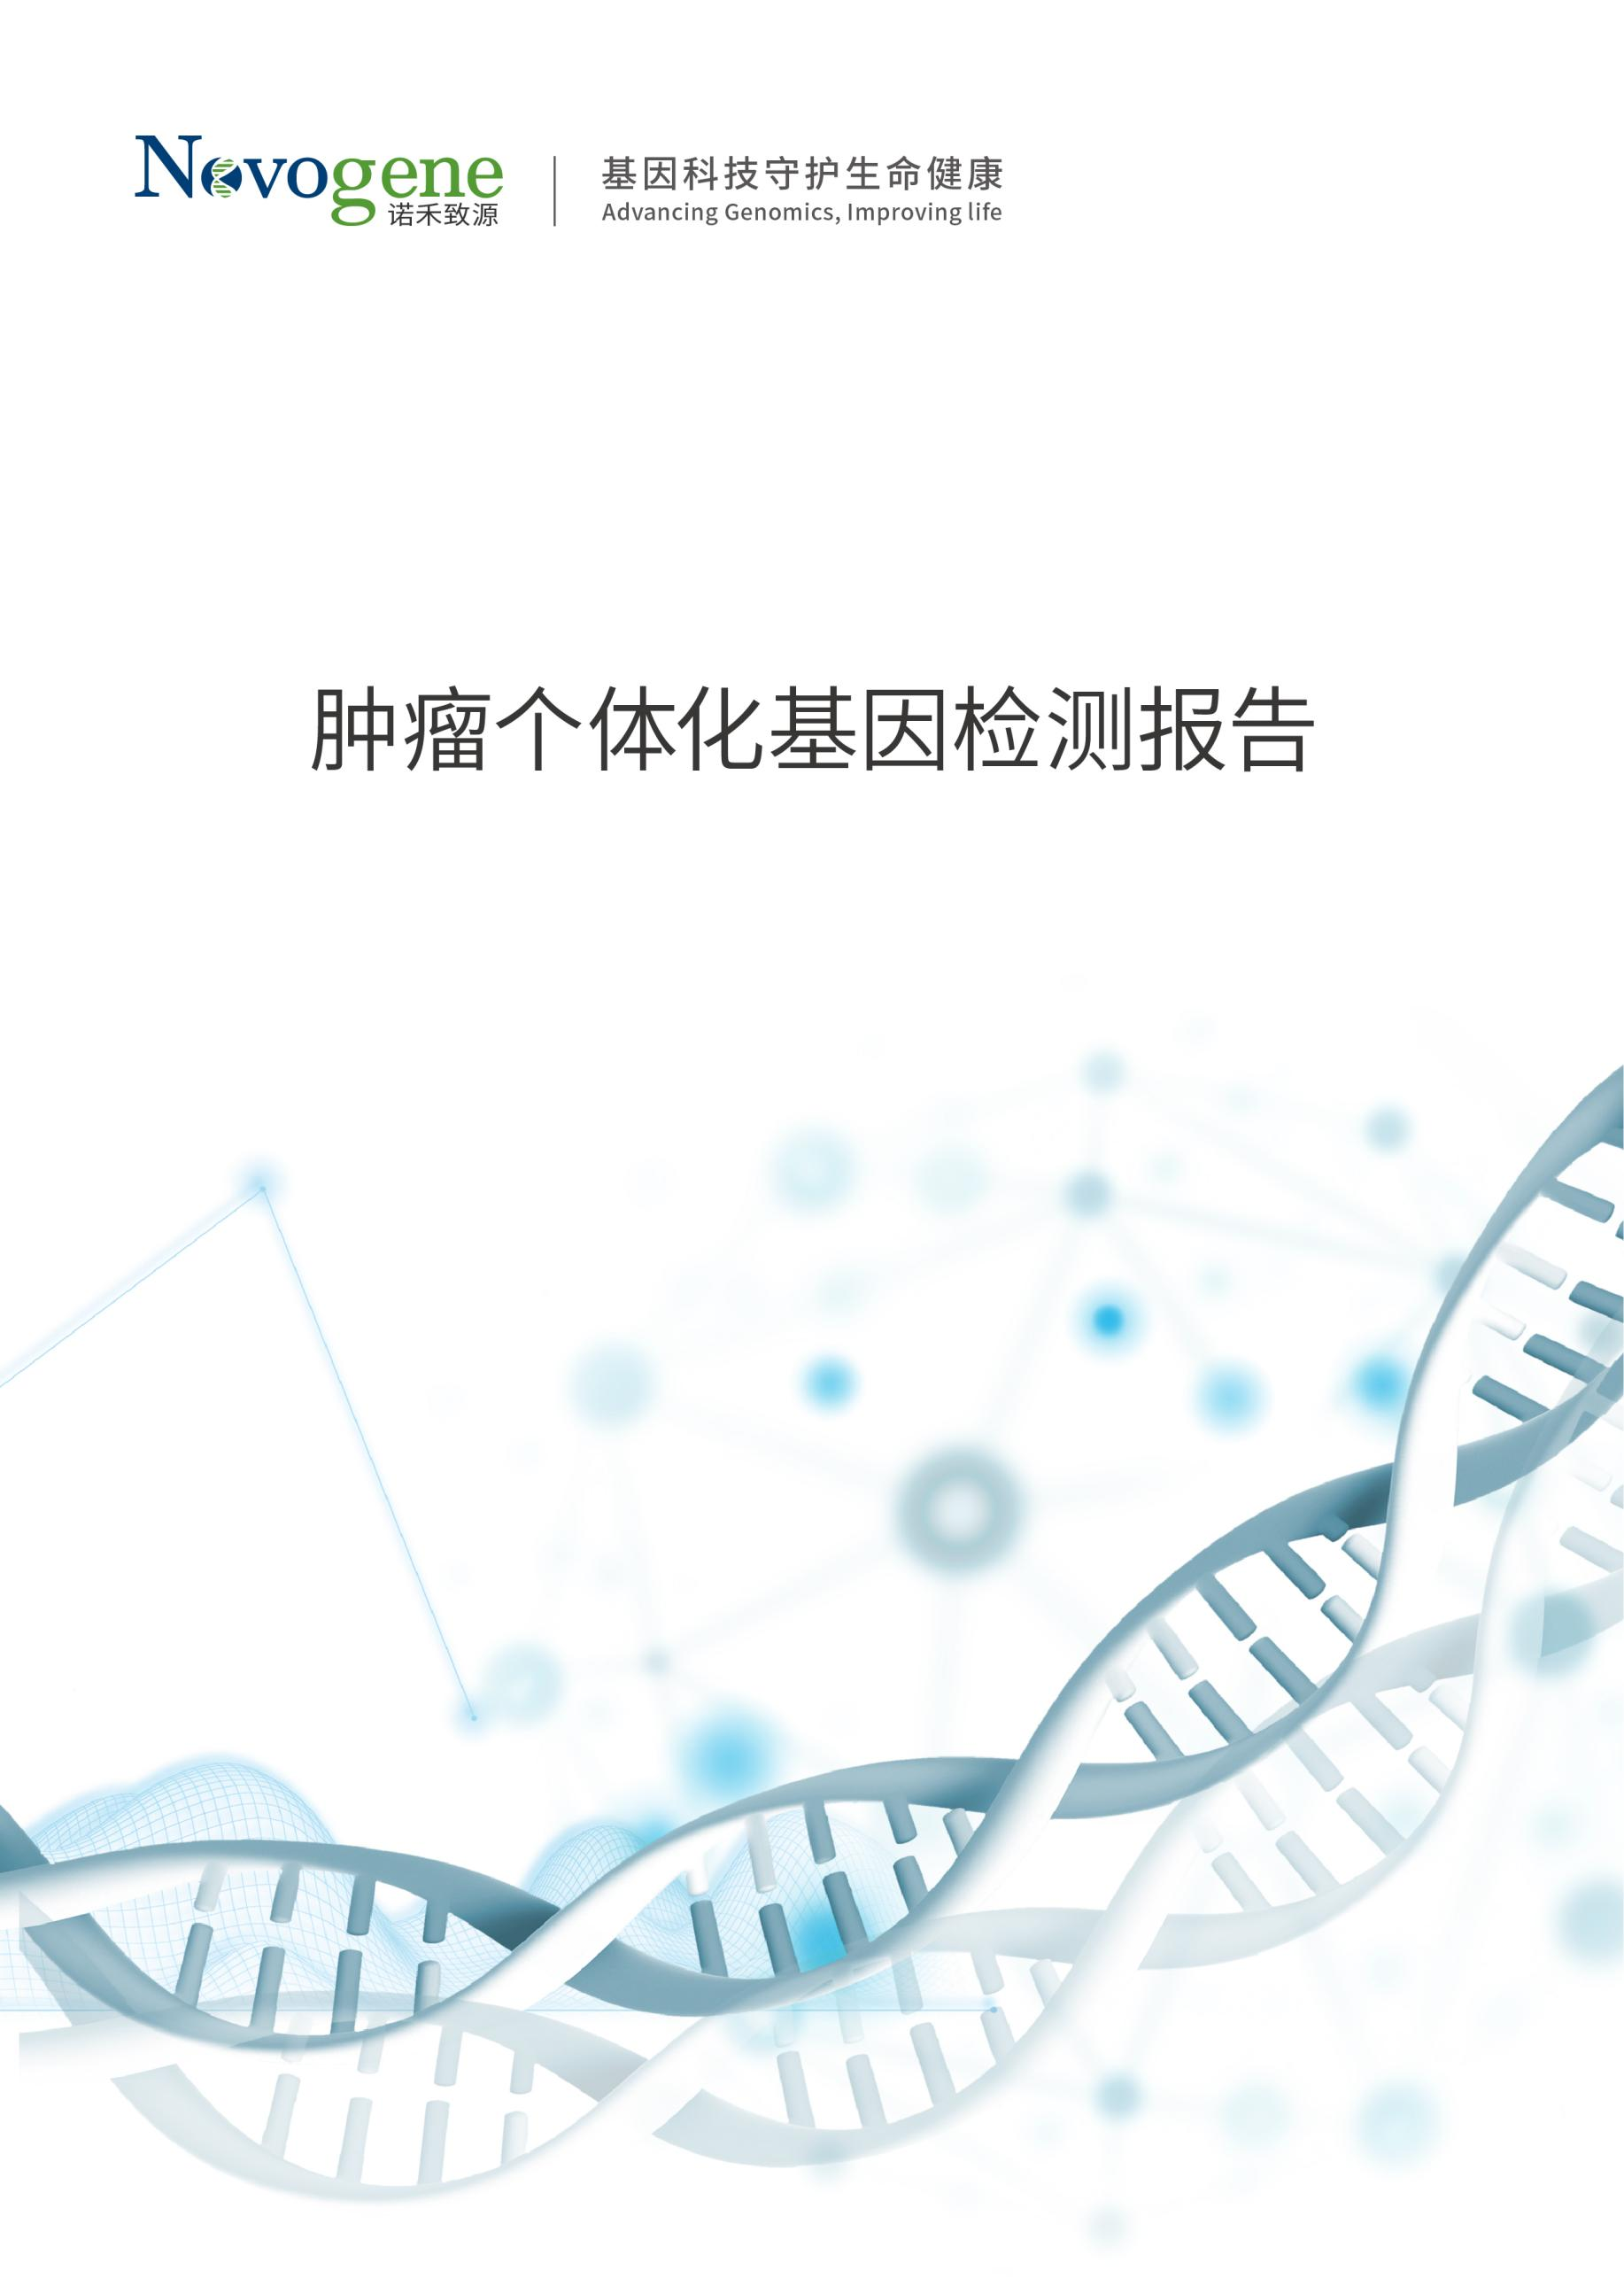 Novogene
诺禾致源
基因科技守护生命健康
Advancing Genomics, Improving life
肿瘤个体化基因检测报告